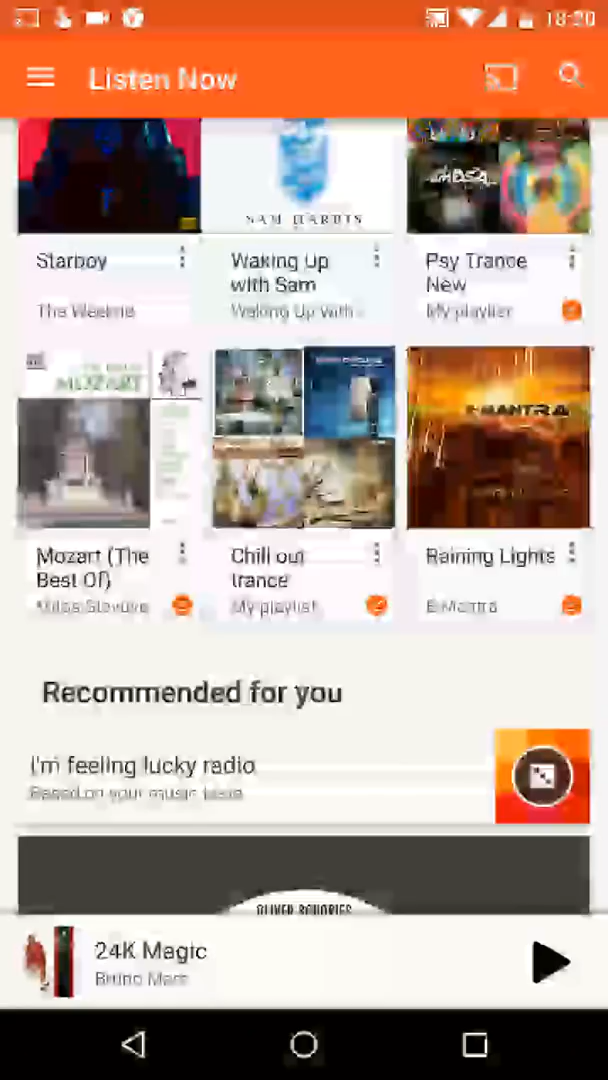 18:20
Listen Now
SAM HARRIS
Starboy
The Weeknd
Waking Up
with Sam
Waking Up with
Psy Trance
New
My playlist
MOZART
E-MANTRA
Mozart (The
Best Of)
Chill out
trance
My playlist
Raining Lights
E-Mantra
Recommended for you
I'm feeling lucky radio
Based on your music taste
24K Magic
Bruno Mars